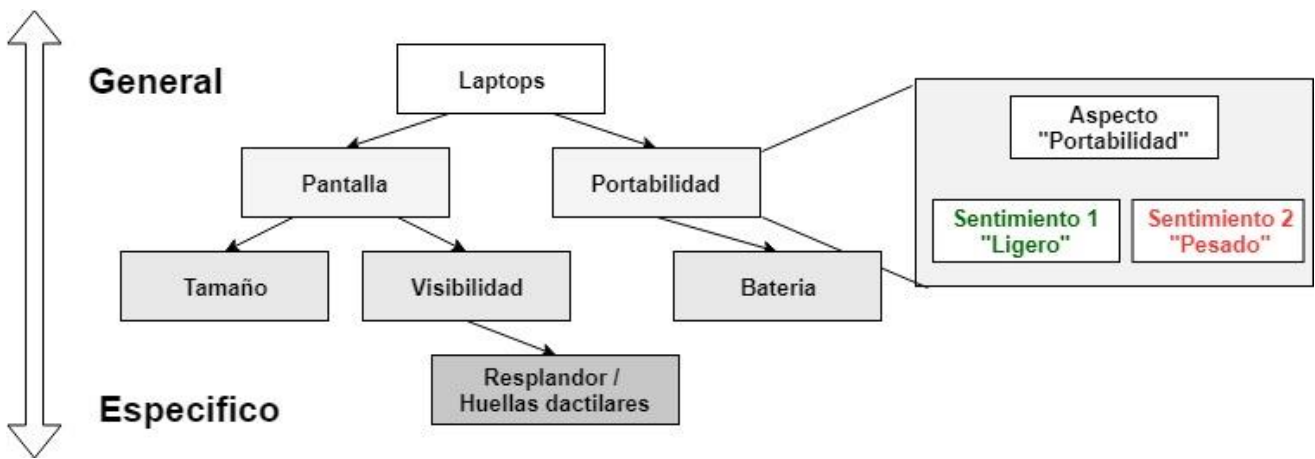 General
Laptops
Aspecto
"Portabilidad"
Pantalla
Portabilidad
Sentimiento 1
"Ligero"
Sentimiento 2
"Pesado"
Tamaño
Visibilidad
Bateria
Resplandor /
Huellas dactilares
Especifico